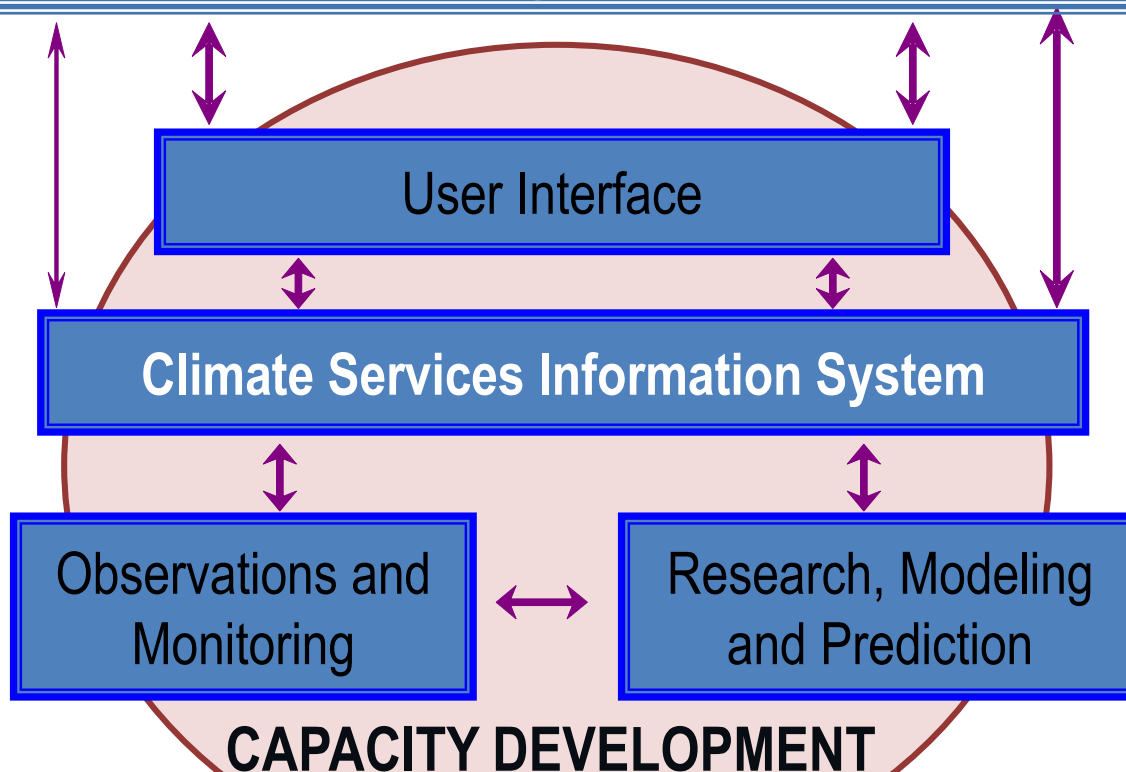 User Interface
Climate Services Information System
Observations and
Monitoring
Research, Modeling
and Prediction
CAPACITY DEVELOPMENT